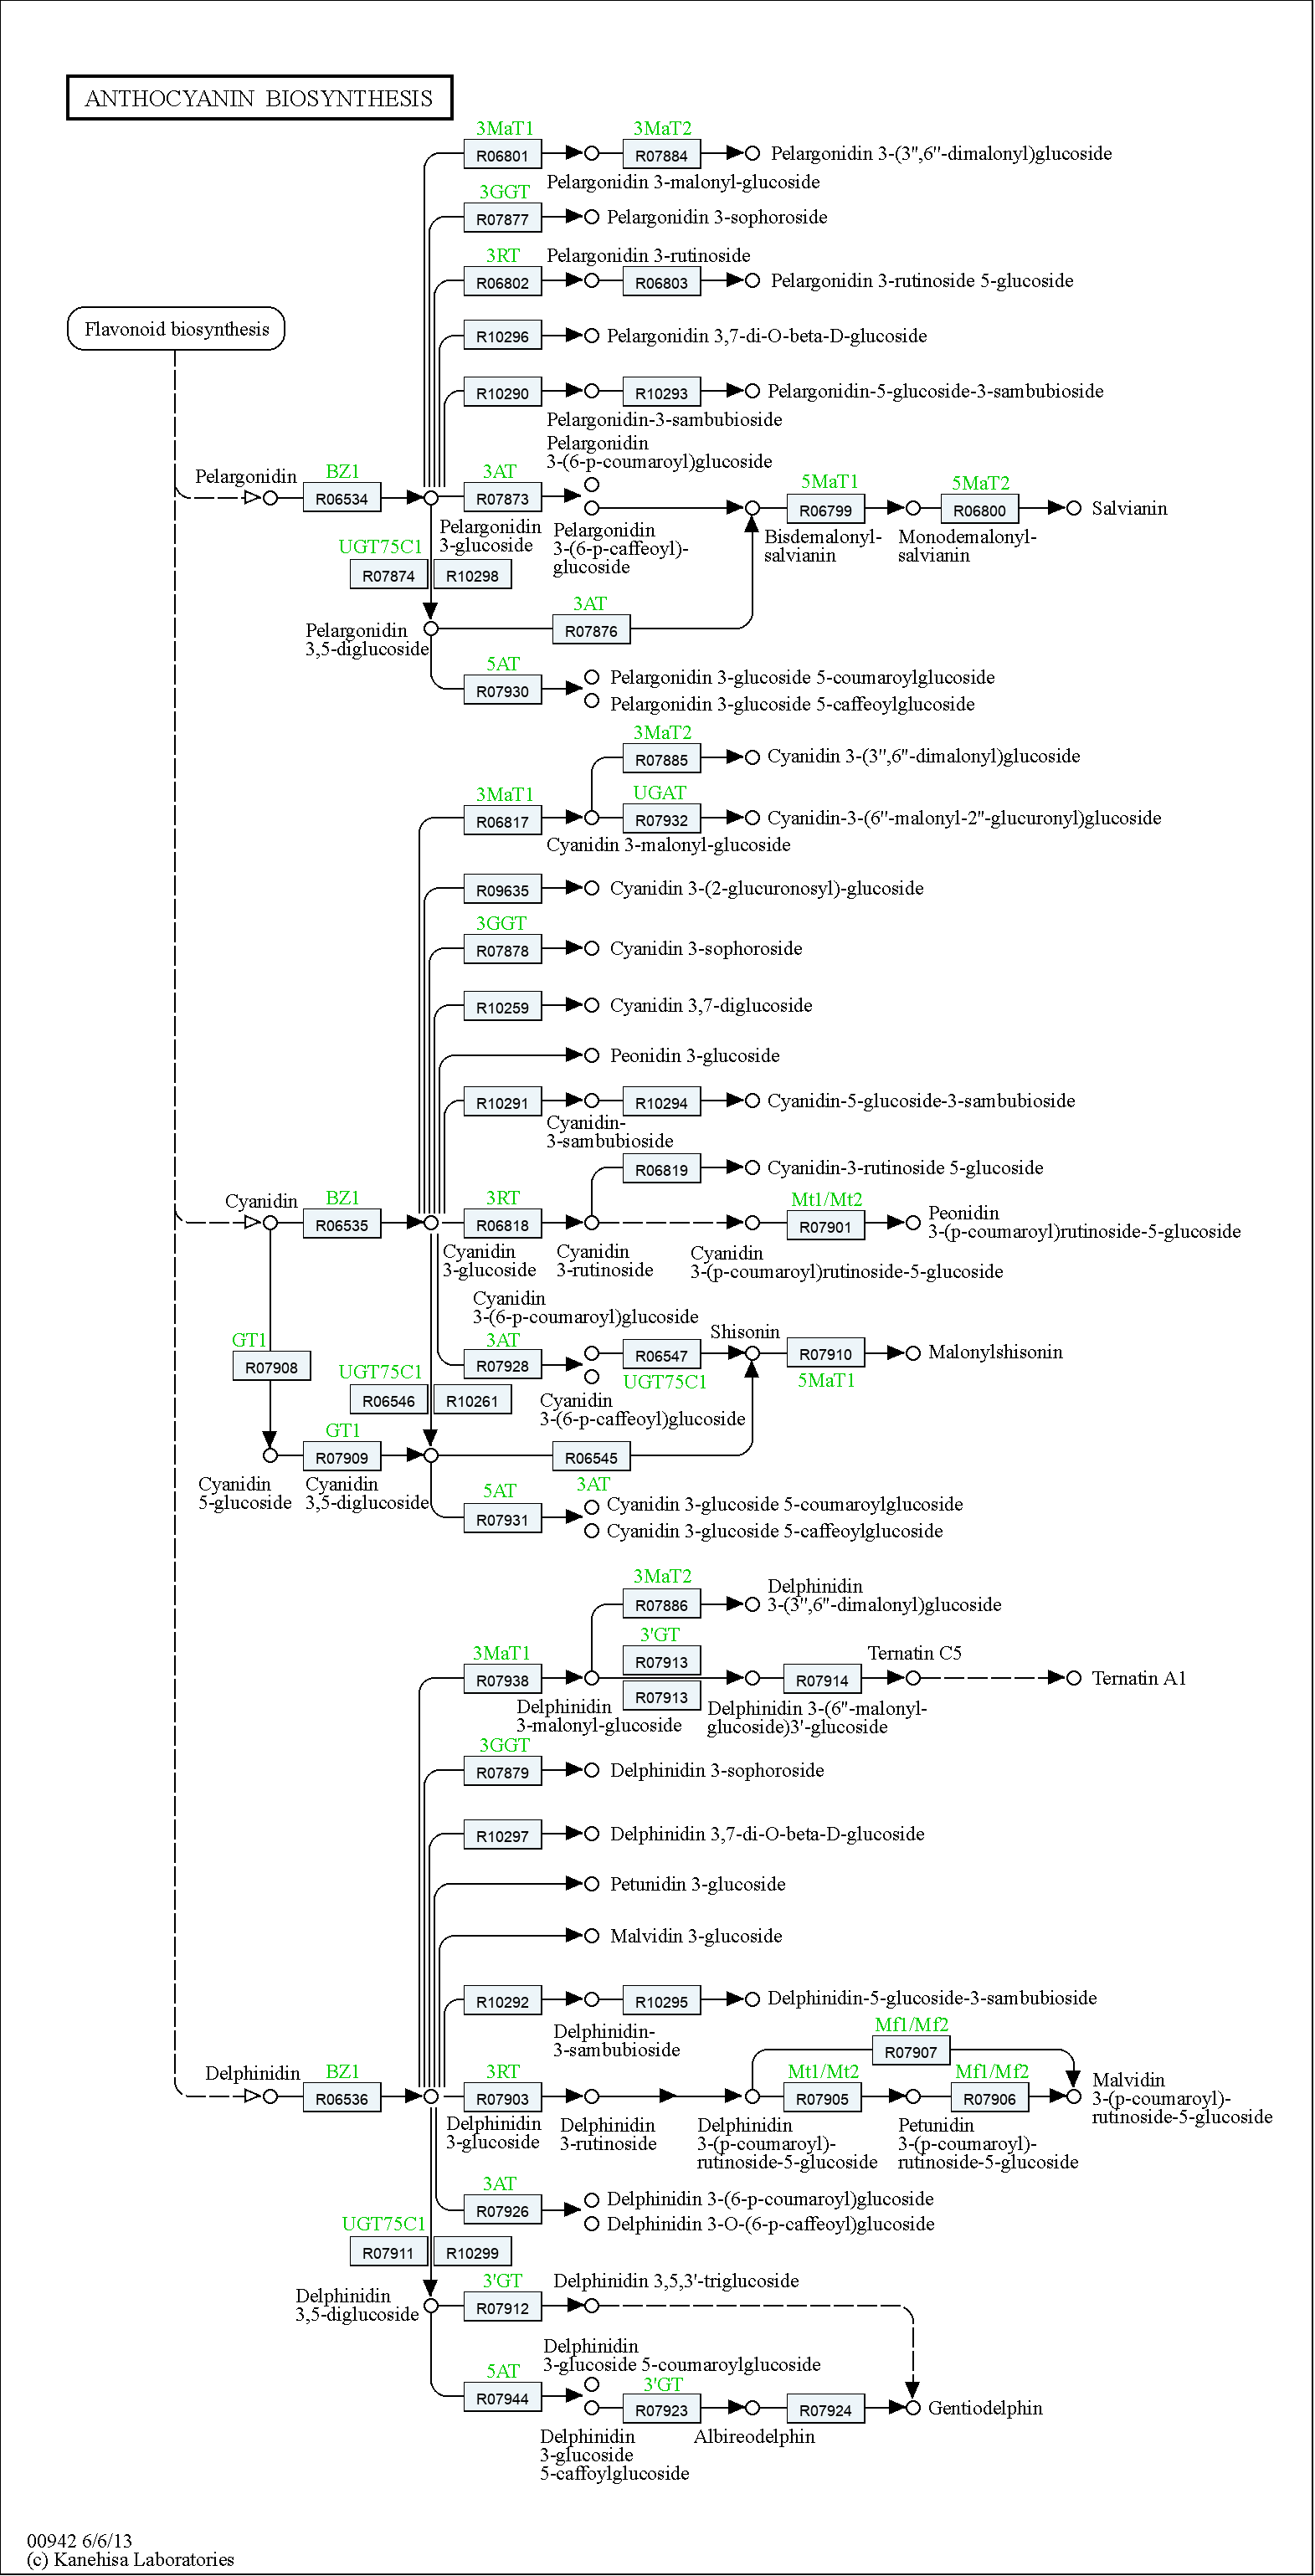 ANTHOCYANIN BIOSYNTHESIS
3MaT1
3MaT2
R06801
R07884
Pelargonidin 3-(3",6"-dimalonyl)glucoside
Pelargonidin 3-malonyl-glucoside
3GGT
R07877
Pelargonidin 3-sophoroside
3RT
Pelargonidin 3-rutinoside
R06802
R06803
Pelargonidin 3-rutinoside 5-glucoside
Flavonoid biosynthesis
R10296
Pelargonidin 3,7-di-O-beta-D-glucoside
R10290
R10293
Pelargonidin-5-glucoside-3-sambubioside
Pelargonidin-3-sambubioside
Pelargonidin
3-(6-p-coumaroyl)glucoside
Pelargonidin
BZ1
3AT
R06534
R07873
5MaT1
5MaT2
R06799
R06800
Salvianin
Pelargonidin
3-glucoside
Pelargonidin
3-(6-p-caffeoyl)-
glucoside
Bisdemalonyl-
salvianin
Monodemalonyl-
salvianin
UGT75C1
R07874
R10298
3AT
R07876
Pelargonidin
3,5-diglucoside
5AT
R07930
Pelargonidin 3-glucoside 5-coumaroylglucoside
Pelargonidin 3-glucoside 5-caffeoylglucoside
3MaT2
R07885
Cyanidin 3-(3",6"-dimalonyl)glucoside
3MaT1
UGAT
R06817
R07932
Cyanidin-3-(6"-malonyl-2"-glucuronyl)glucoside
Cyanidin 3-malonyl-glucoside
R09635
Cyanidin 3-(2-glucuronosyl)-glucoside
3GGT
R07878
Cyanidin 3-sophoroside
R10259
Cyanidin 3,7-diglucoside
Peonidin 3-glucoside
R10291
R10294
Cyanidin-5-glucoside-3-sambubioside
Cyanidin-
3-sambubioside
R06819
Cyanidin-3-rutinoside 5-glucoside
Cyanidin
BZ1
3RT
Mt1/Mt2
R06535
R06818
R07901
Peonidin
3-(p-coumaroyl)rutinoside-5-glucoside
Cyanidin
3-glucoside
Cyanidin
3-rutinoside
Cyanidin
3-(p-coumaroyl)rutinoside-5-glucoside
Cyanidin
3-(6-p-coumaroyl)glucoside
GT1
R07908
UGT75C1
R06546
R10261
3AT
R07928
R06547
UGT75C1
Shisonin
R07910
5MaT1
Malonylshisonin
Cyanidin
3-(6-p-caffeoyl)glucoside
GT1
R07909
R06545
3AT
Cyanidin
5-glucoside
Cyanidin
3,5-diglucoside
5AT
R07931
Cyanidin 3-glucoside 5-coumaroylglucoside
Cyanidin 3-glucoside 5-caffeoylglucoside
3MaT2
R07886
Delphinidin
3-(3",6"-dimalonyl)glucoside
3MaT1
3'GT
R07938
R07913
R07913
R07914
Ternatin C5
Ternatin A1
Delphinidin
3-malonyl-glucoside
Delphinidin 3-(6"-malonyl-
glucoside)3'-glucoside
3GGT
R07879
Delphinidin 3-sophoroside
R10297
Delphinidin 3,7-di-O-beta-D-glucoside
Petunidin 3-glucoside
Malvidin 3-glucoside
R10292
R10295
Delphinidin-5-glucoside-3-sambubioside
Delphinidin-
3-sambubioside
Mf1/Mf2
R07907
Delphinidin
BZ1
3RT
Mt1/Mt2
Mf1/Mf2
R06536
R07903
R07905
R07906
Malvidin
3-(p-coumaroyl)-
rutinoside-5-glucoside
Delphinidin
3-glucoside
Delphinidin
3-rutinoside
Delphinidin
3-(p-coumaroyl)-
rutinoside-5-glucoside
Petunidin
3-(p-coumaroyl)-
rutinoside-5-glucoside
3AT
R07926
Delphinidin 3-(6-p-coumaroyl)glucoside
Delphinidin 3-O-(6-p-caffeoyl)glucoside
UGT75C1
R07911
R10299
3'GT
R07912
Delphinidin 3,5,3'-triglucoside
Delphinidin
3,5-diglucoside
Delphinidin
3-glucoside 5-coumaroylglucoside
5AT
R07944
3'GT
R07923
R07924
Gentiodelphin
Delphinidin
3-glucoside
5-caffoylglucoside
Albireodelphin
00942 6/6/13
(c) Kanehisa Laboratories